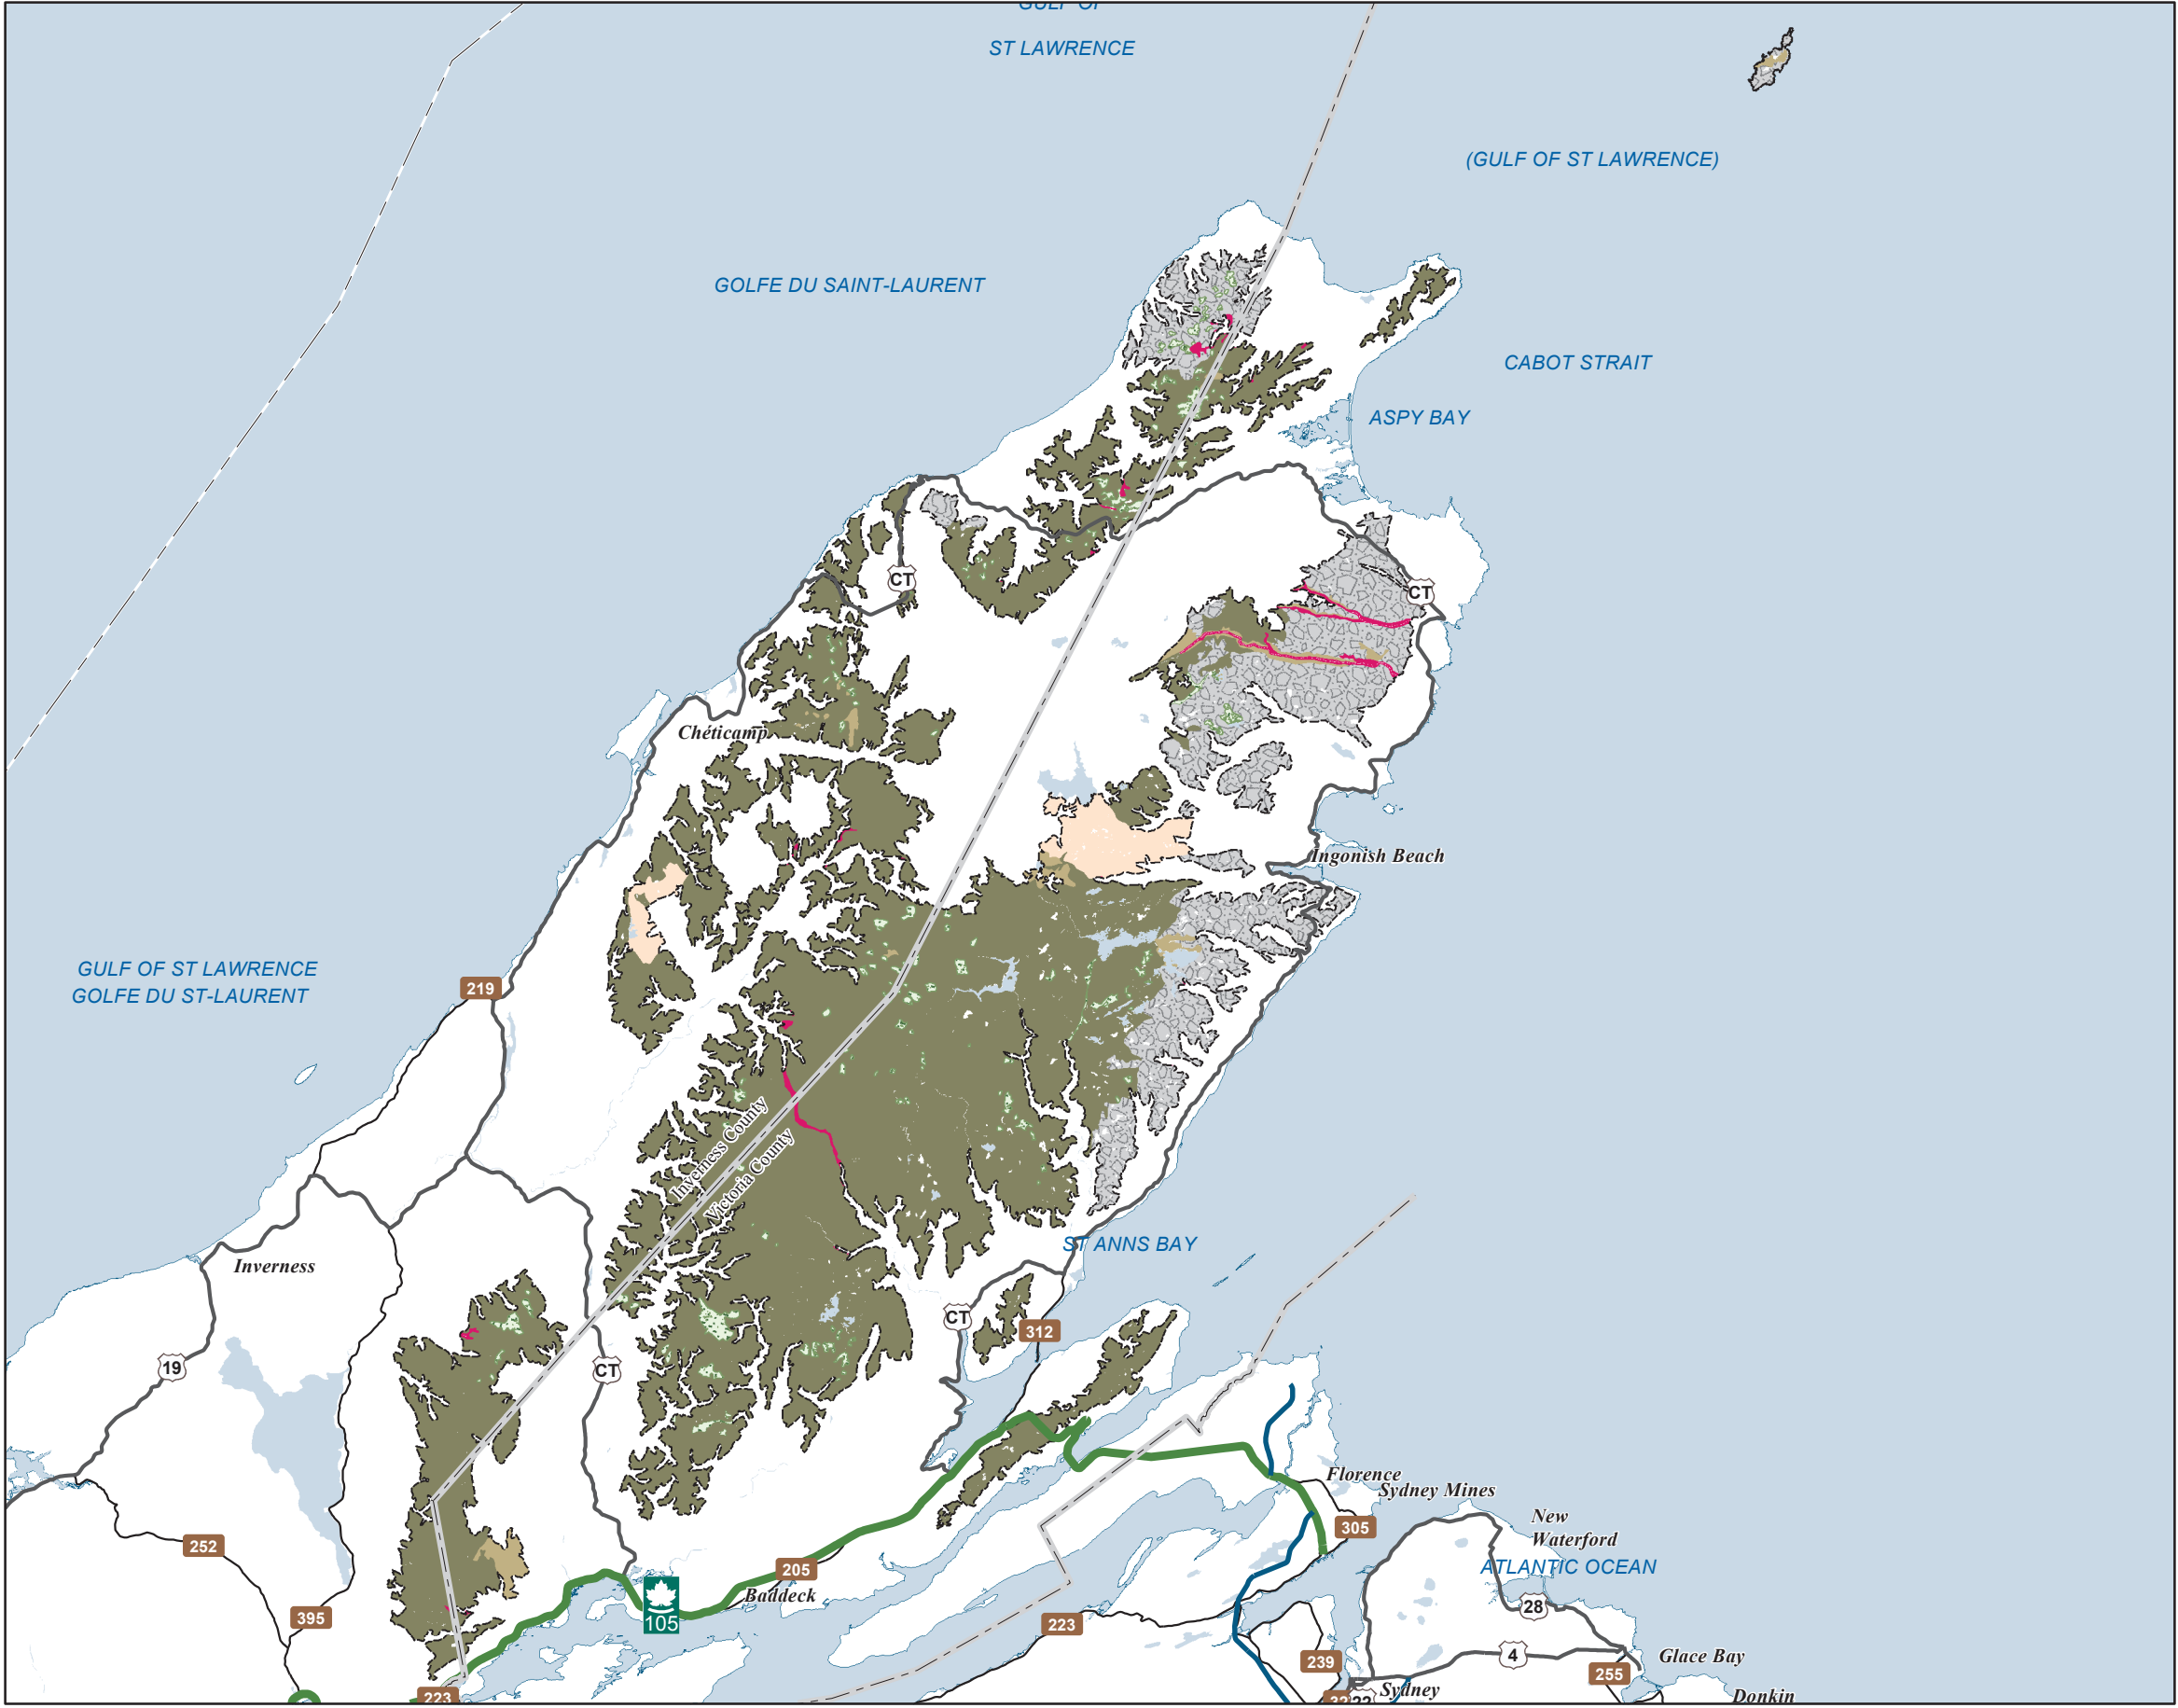 GULF OF
ST LAWRENCE
(GULF OF ST LAWRENCE)
GOLFE DU SAINT-LAURENT
CABOT STRAIT
ASPY BAY
CT
CT
Chéticamp
Ingonish Beach
GULF OF ST LAWRENCE
GOLFE DU ST-LAURENT
219
Inverness County
Victoria County
ST ANNS BAY
Inverness
CT
312
19
CT
Florence
Sydney Mines
New
Waterford
305
252
ATLANTIC OCEAN
205
Baddeck
105
28
395
223
4
Glace Bay
239
255
223
22
Sydney
Donkin